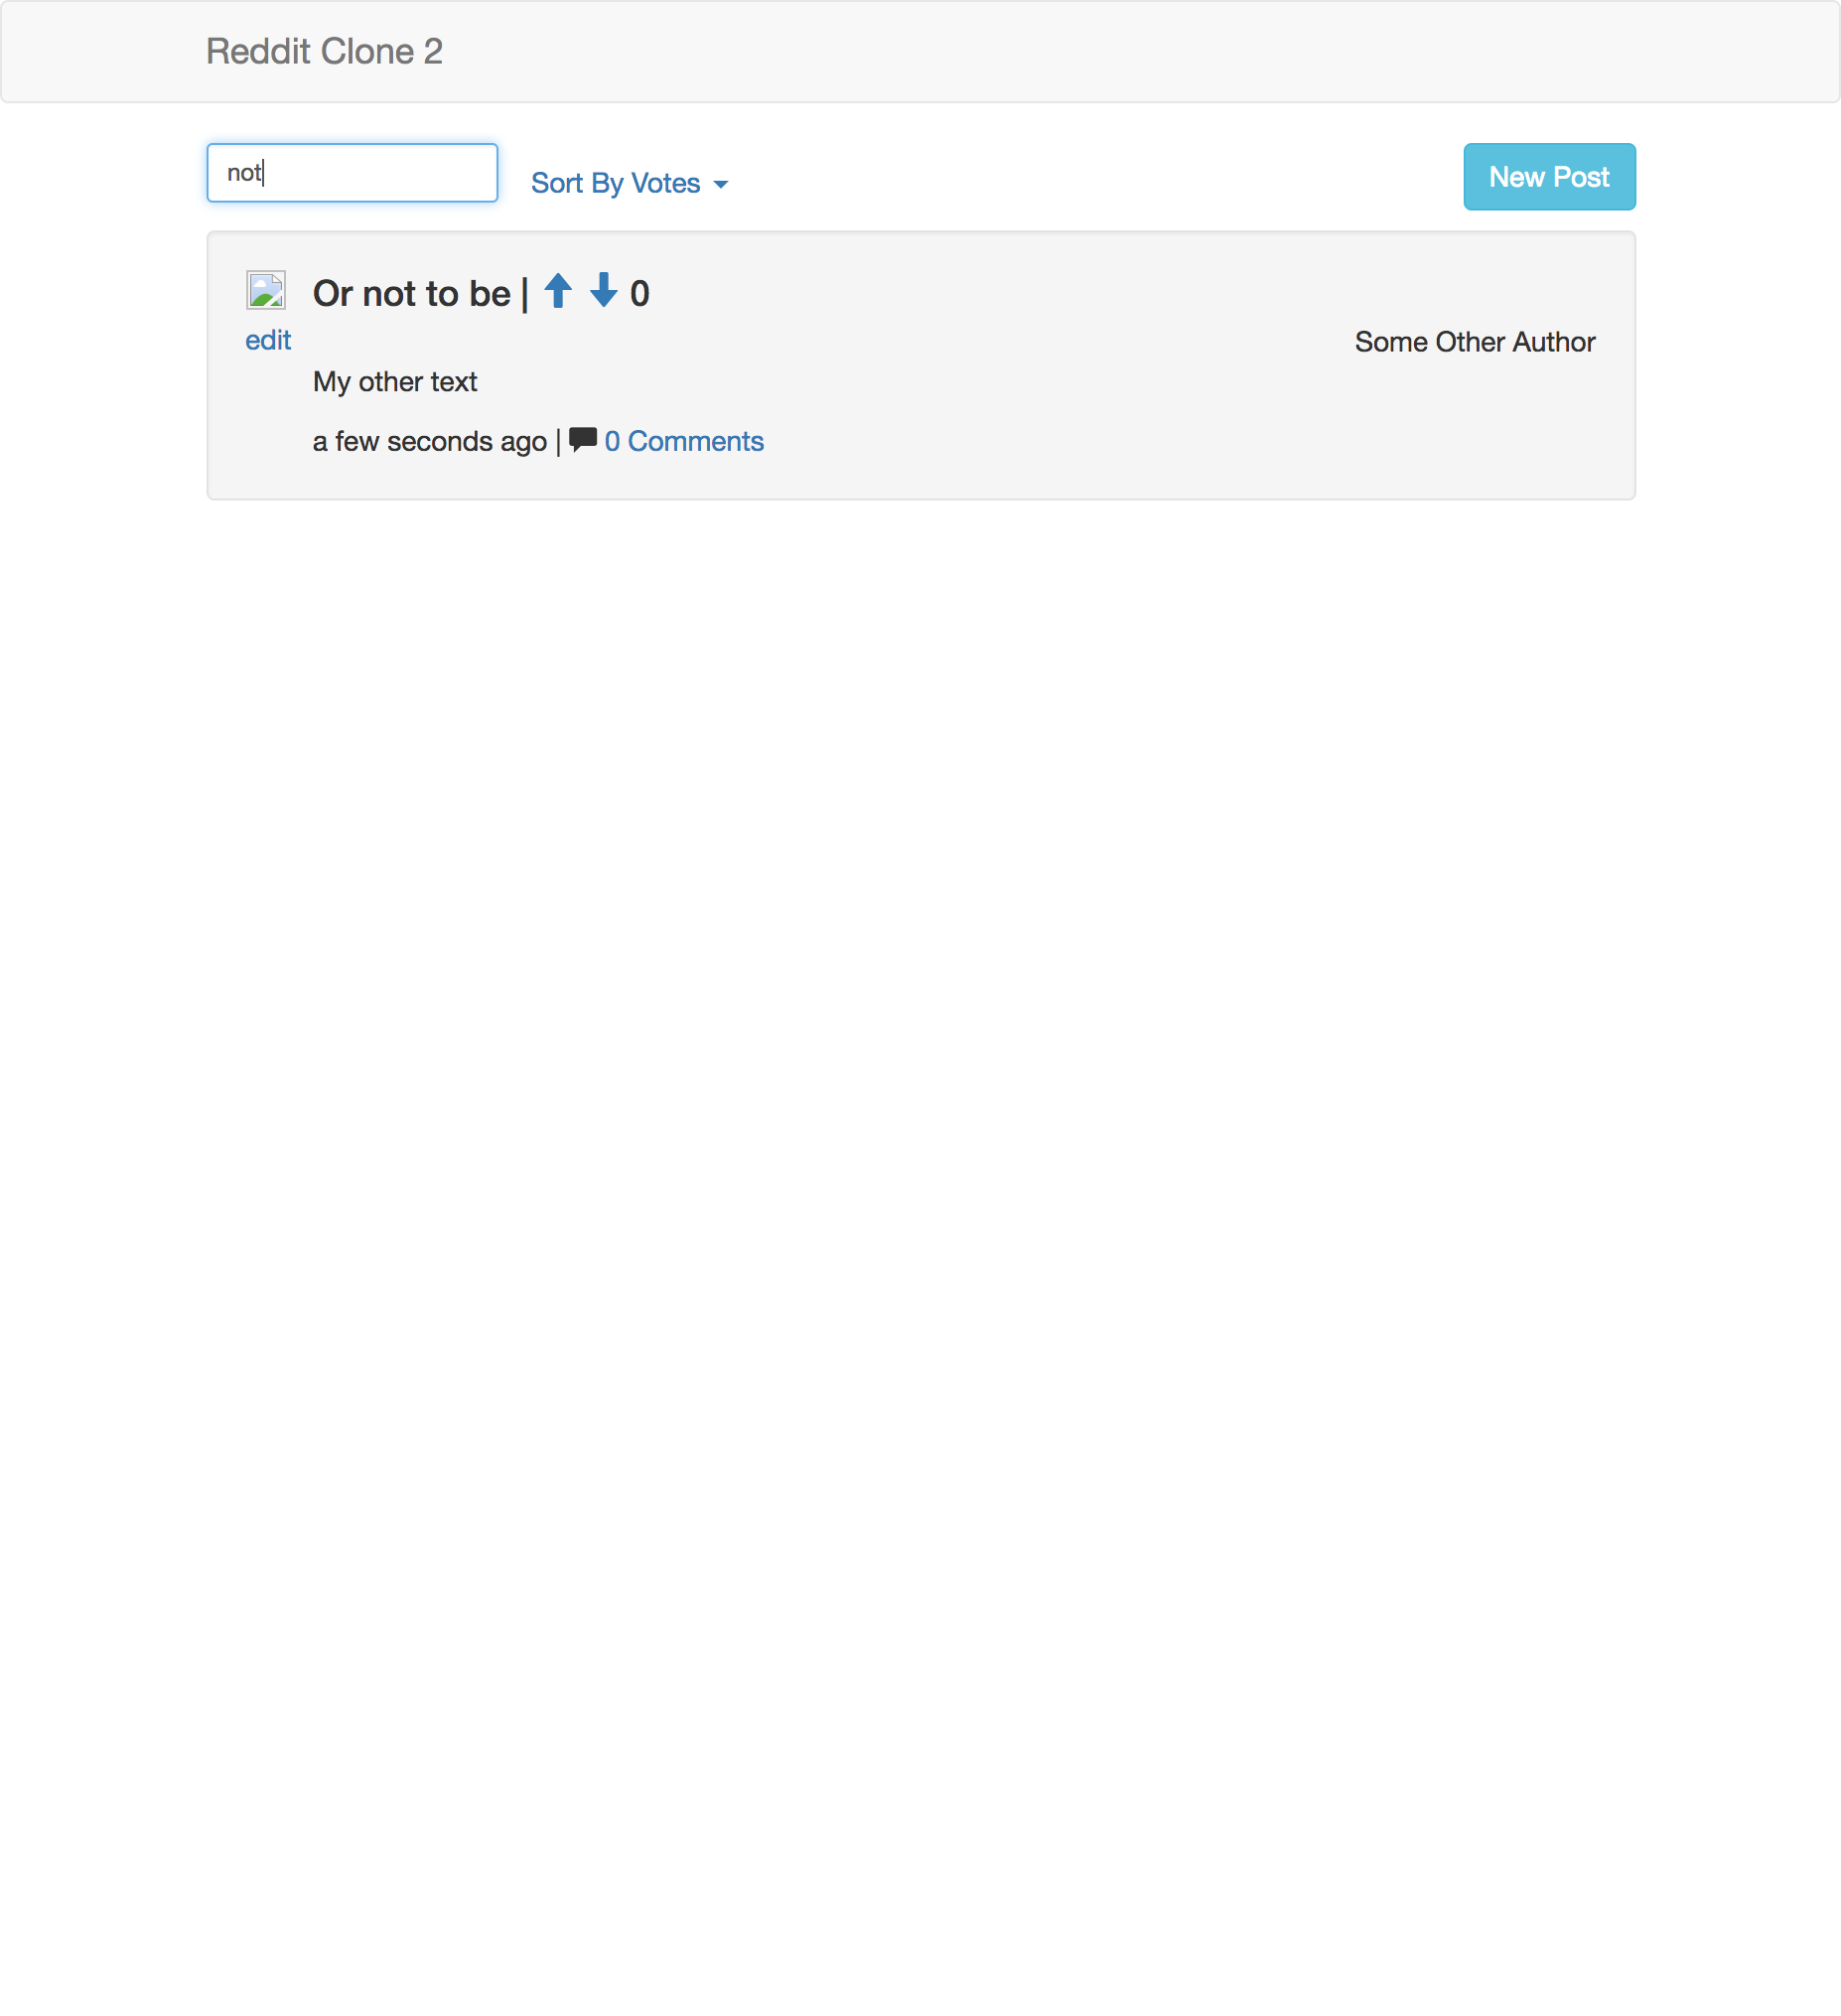 Reddit Clone 2
not
Sort By Votes
New Post
Or not to be | 0
edit
Some Other Author
My other text
a few seconds ago | 0 Comments